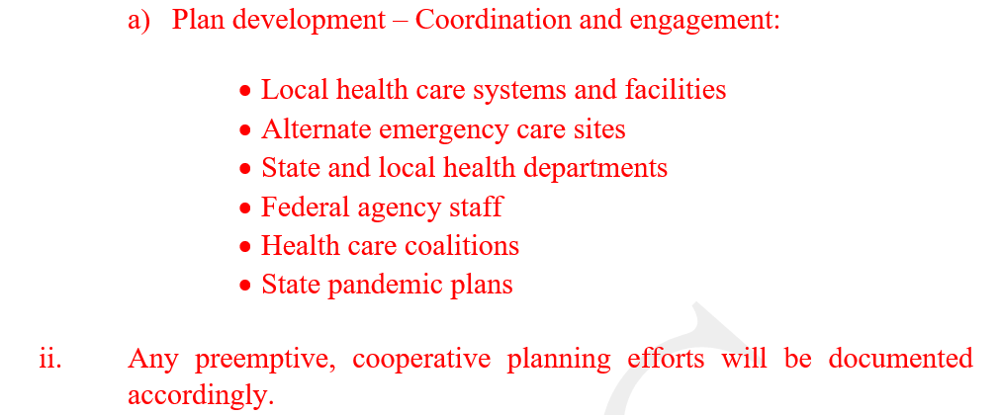 a) Plan development – Coordination and engagement:
• Local health care systems and facilities
• Alternate emergency care sites
• State and local health departments
• Federal agency staff
• Health care coalitions
• State pandemic plans
ii. Any preemptive, cooperative planning efforts will be documented
accordingly.